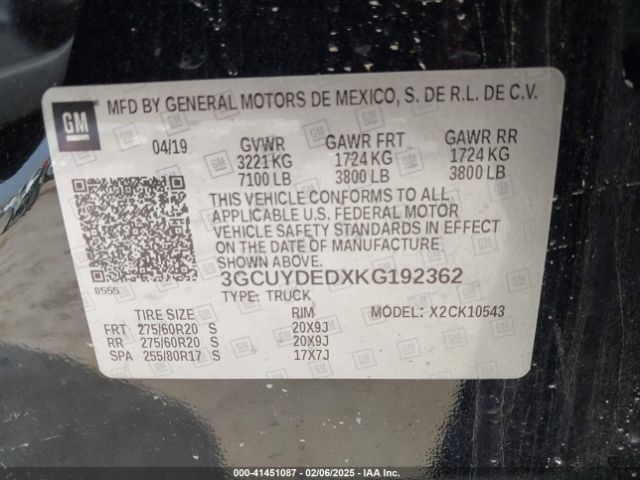 GM
MFD BY GENERAL MOTORS DE MEXICO, S. DE R.L. DE C.V.
04/19 GVWR GAWR FRT GAWR RR
3221 KG 1724 KG 1724 KG
7100 LB 3800 LB 3800 LB
THIS VEHICLE CONFORMS TO ALL
APPLICABLE U.S. FEDERAL MOTOR
VEHICLE SAFETY STANDARDS IN EFFECT
ON THE DATE OF MANUFACTURE
SHOWN ABOVE.
8555
3GCUYDEDXKG192362
TYPE: TRUCK
TIRE SIZE RIM MODEL: X2CK10543
FRT 275/60R20 S 20X9J
RR 275/60R20 S 20X9J
SPA 255/80R17 S 17X7J
000-41451087 - 02/06/2025 - IAA Inc.